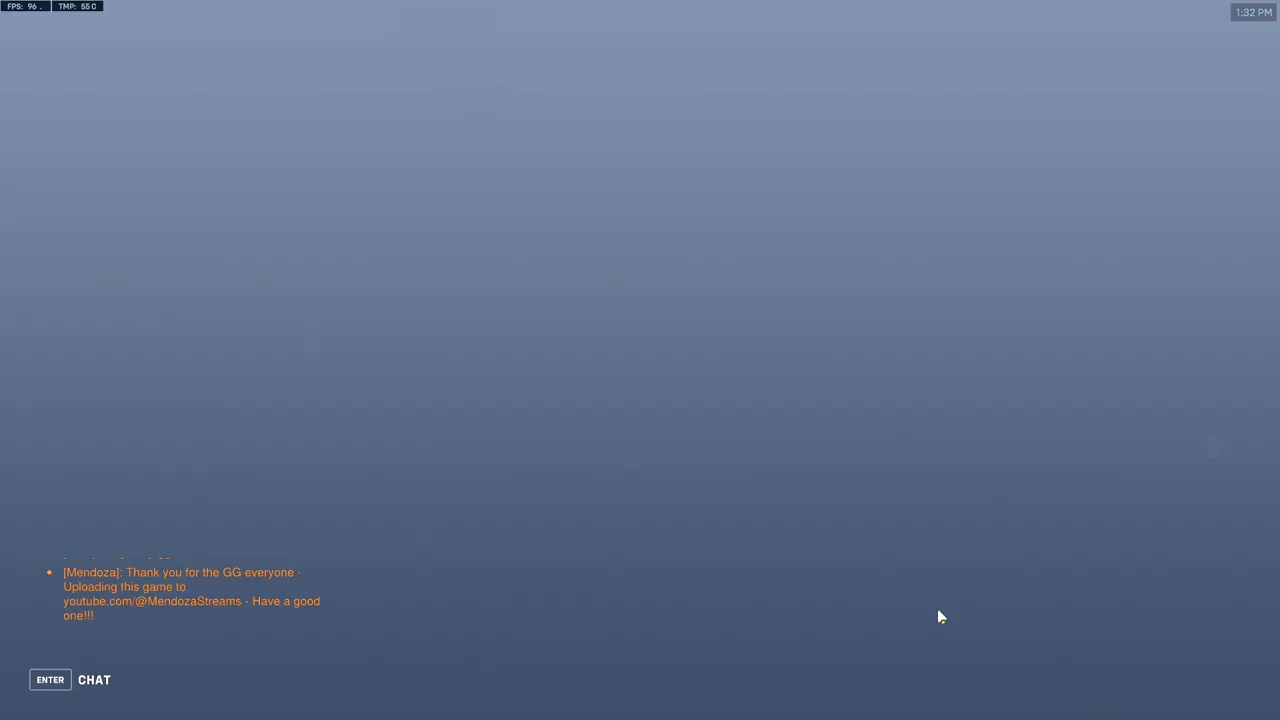 FPS: 96 . TMP: 55 C
1:32 PM
[Mendoza]: Thank you for the GG everyone -
Uploading this game to
youtube.com/@MendozaStreams - Have a good
one!!!
ENTER CHAT